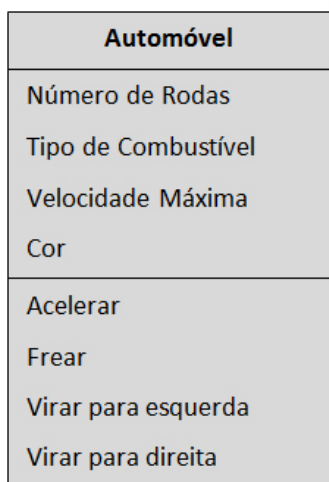 Automóvel
Número de Rodas
Tipo de Combustível
Velocidade Máxima
Cor
Acelerar
Frear
Virar para esquerda
Virar para direita